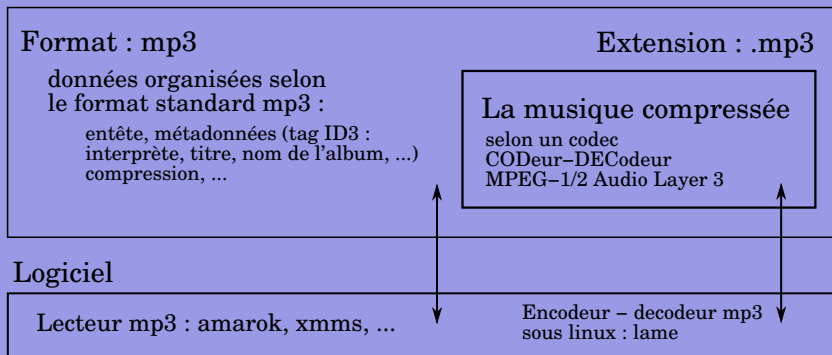 Format : mp3
Extension : .mp3
données organisées selon
le format standard mp3 :
entête, métadonnées (tag ID3 :
interprète, titre, nom de l'album, ...)
compression, ...
La musique compressée
selon un codec
CODeur–DECodeur
MPEG–1/2 Audio Layer 3
Logiciel
Lecteur mp3 : amarok, xmms, ...
Encodeur – decodeur mp3
sous linux : lame